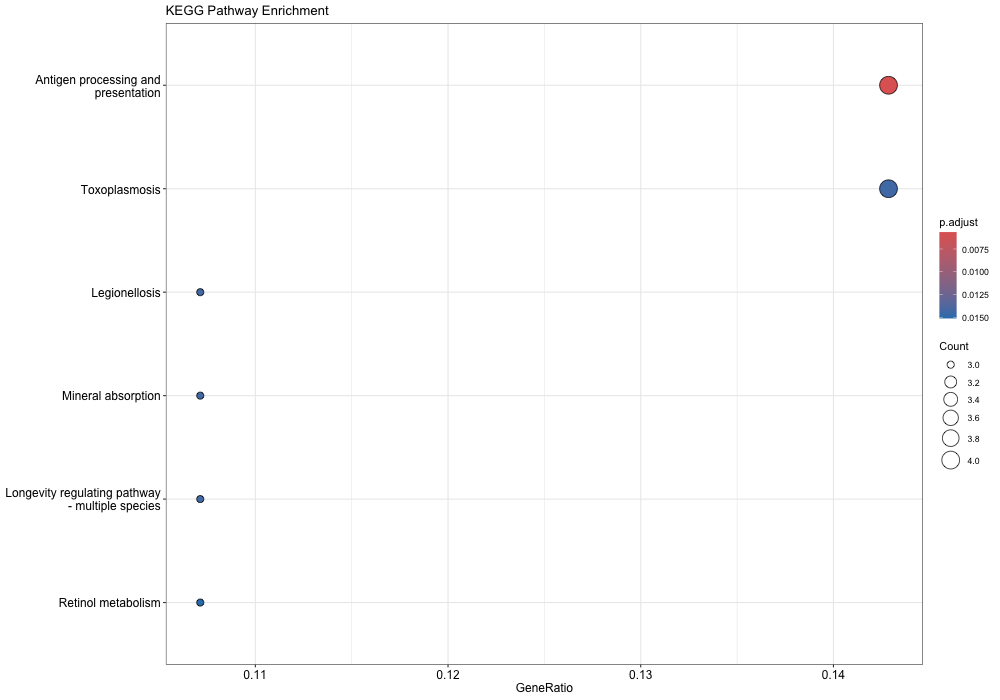 KEGG Pathway Enrichment
Antigen processing and
presentation
Toxoplasmosis
Legionellosis
Mineral absorption
Longevity regulating pathway
- multiple species
Retinol metabolism
0.11
0.12
0.13
0.14
GeneRatio
p.adjust
0.0075
0.0100
0.0125
0.0150
Count
3.0
3.2
3.4
3.6
3.8
4.0